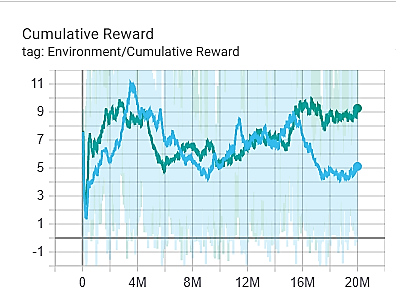 Cumulative Reward
tag: Environment/Cumulative Reward
11
9
7
5
3
1
-1
0 4M 8M 12M 16M 20M